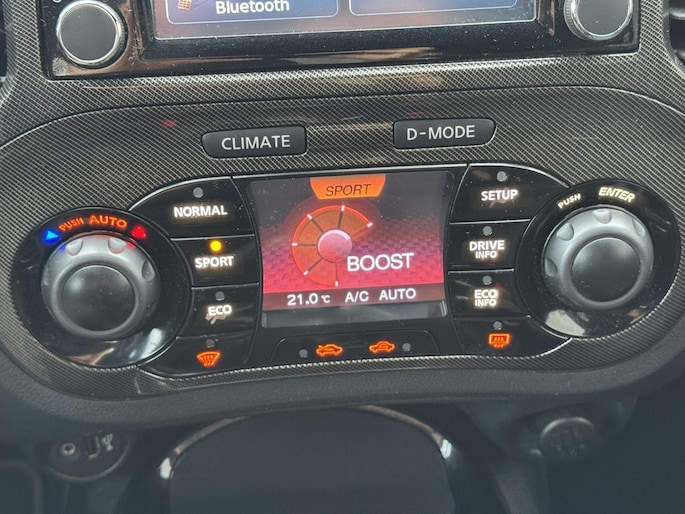 Bluetooth
CLIMATE
D-MODE
PUSH AUTO
NORMAL
SPORT
ECO
SPORT
BOOST
21.0°C A/C AUTO
SETUP
DRIVE
INFO
ECO
INFO
PUSH ENTER